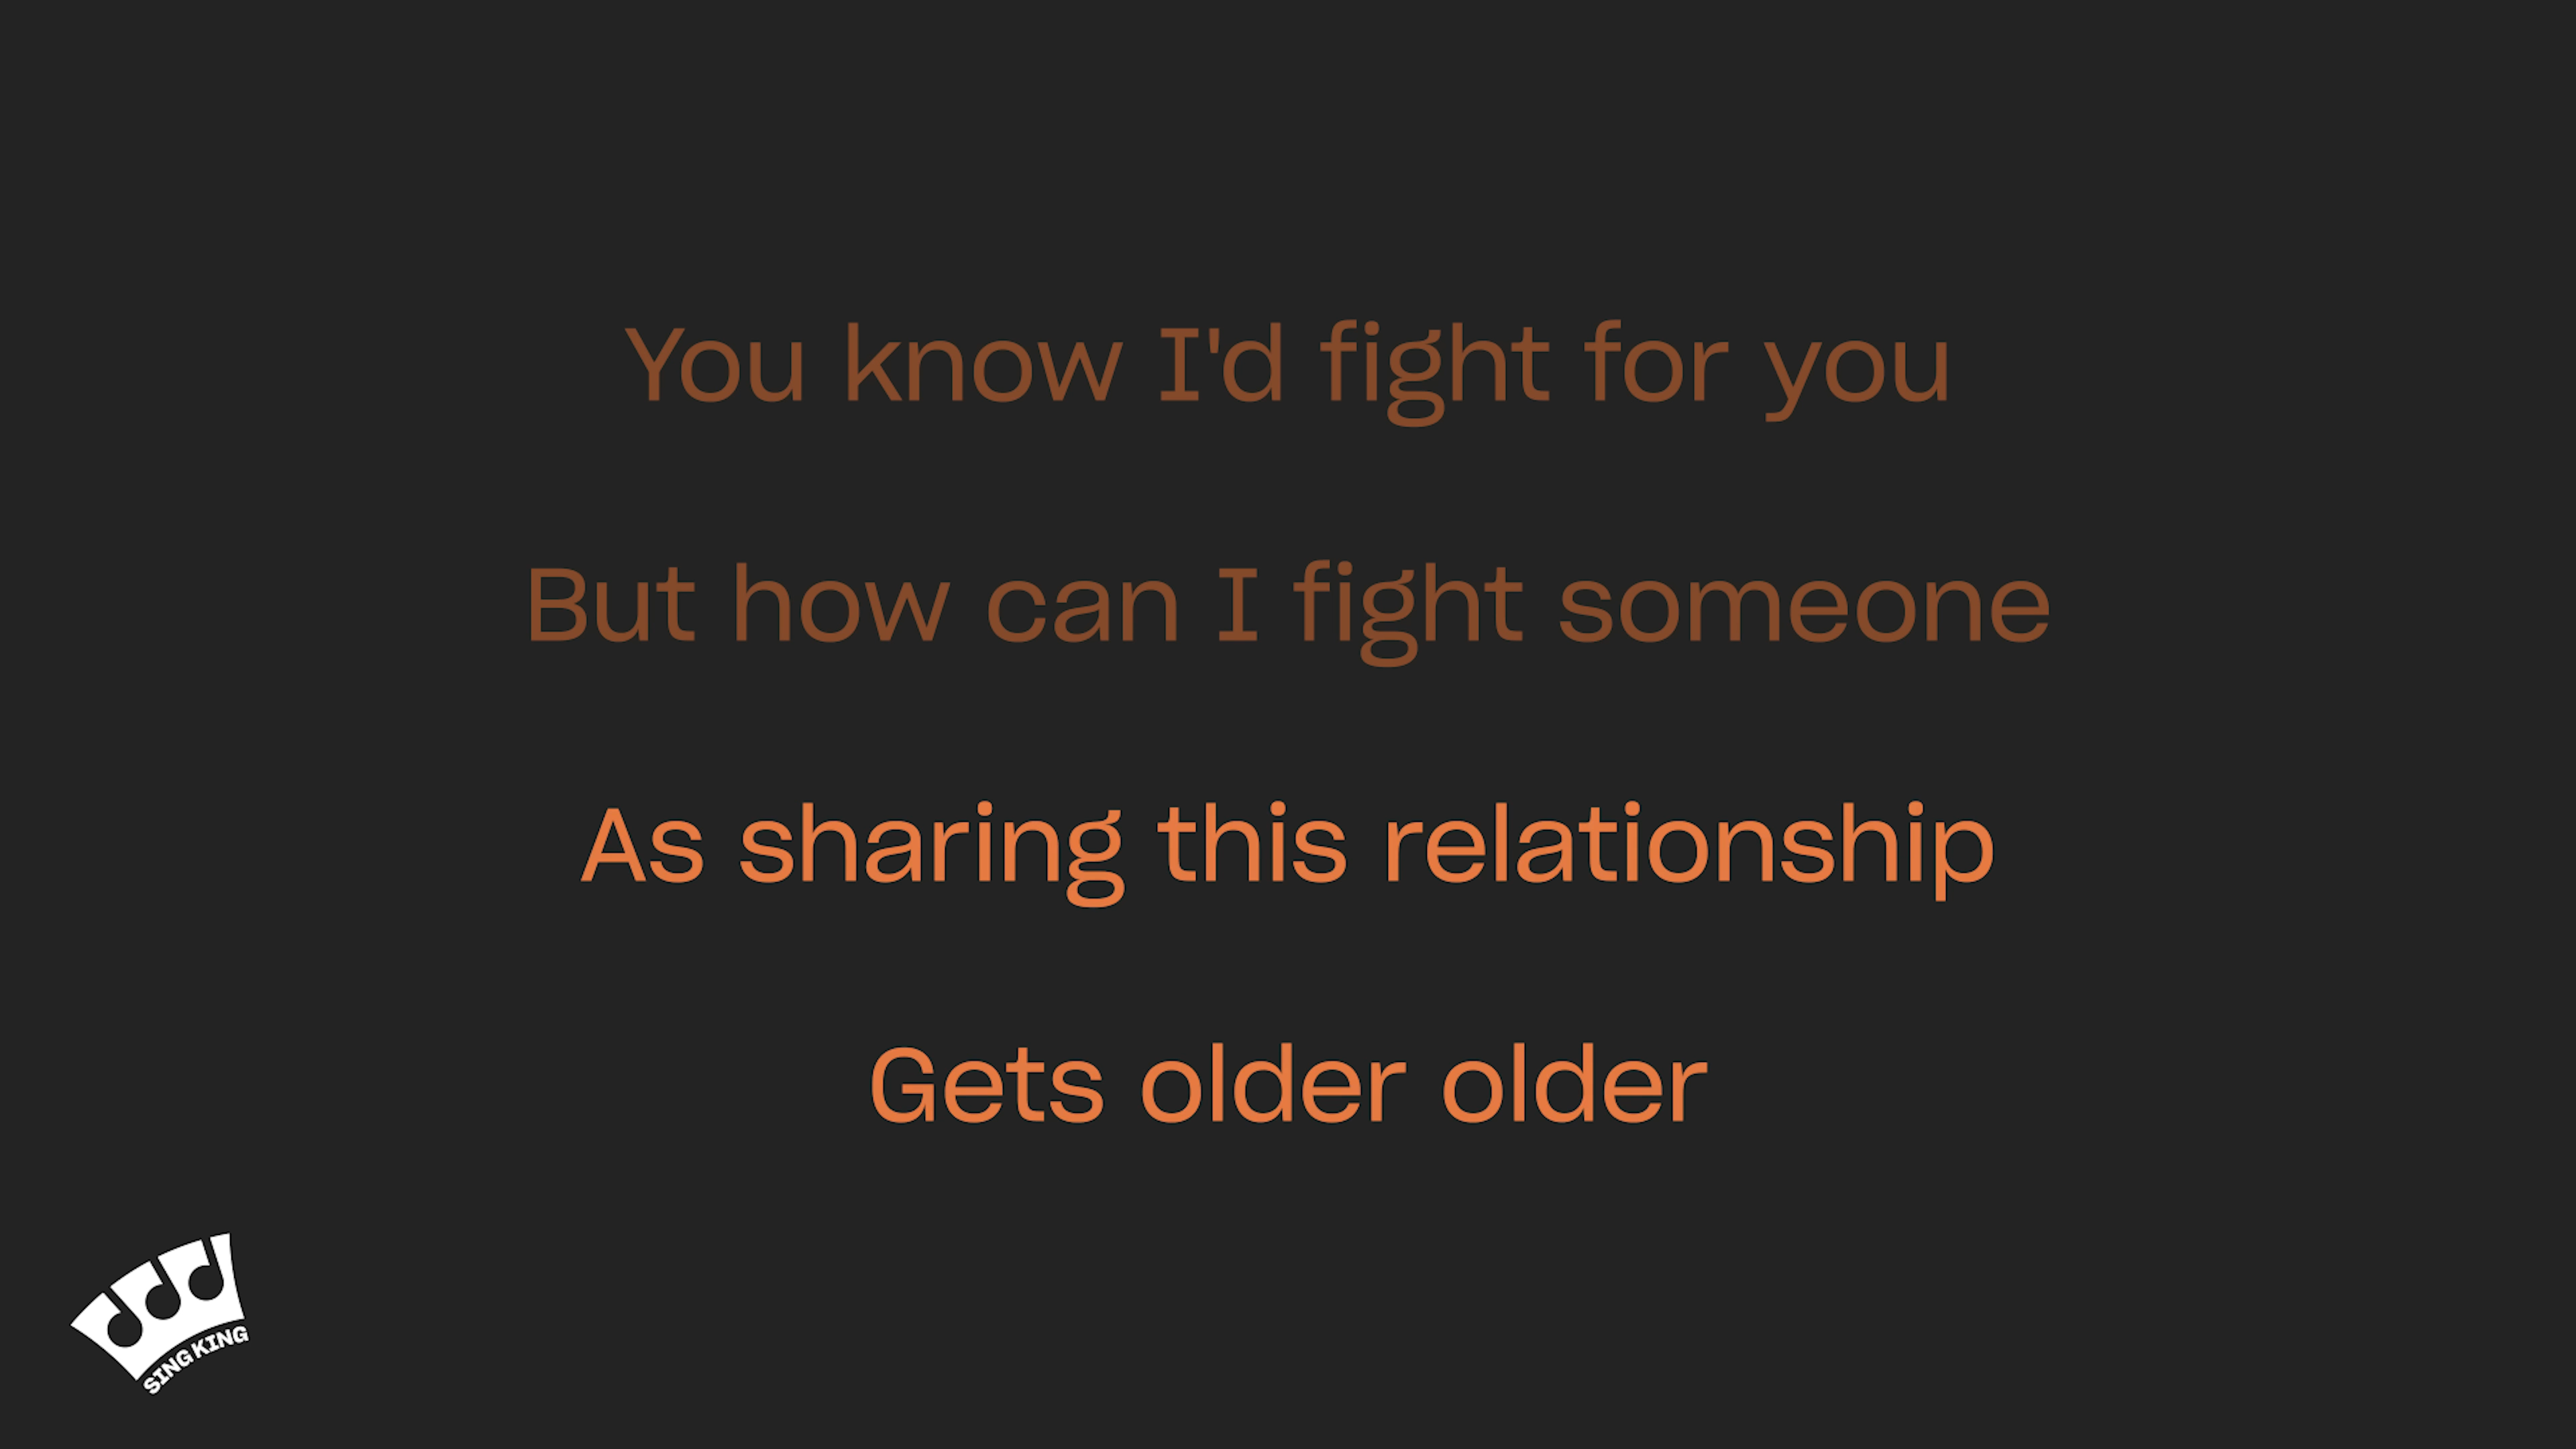 You know I'd fight for you
But how can I fight someone
As sharing this relationship
Gets older older
SING KING